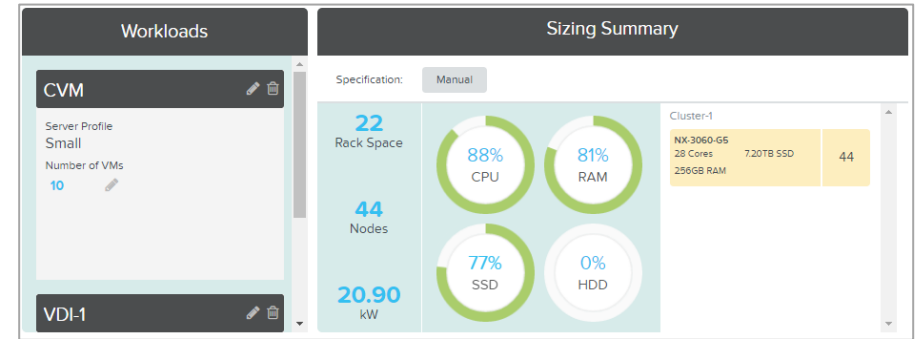 Workloads
CVM
Server Profile
Small
Number of VMs
10
VDI-1
Sizing Summary
Specification: Manual
22
Rack Space
44
Nodes
20.90
kW
88%
CPU
81%
RAM
77%
SSD
0%
HDD
Cluster-1
NX-3060-G5
28 Cores 7.20TB SSD
256GB RAM
44